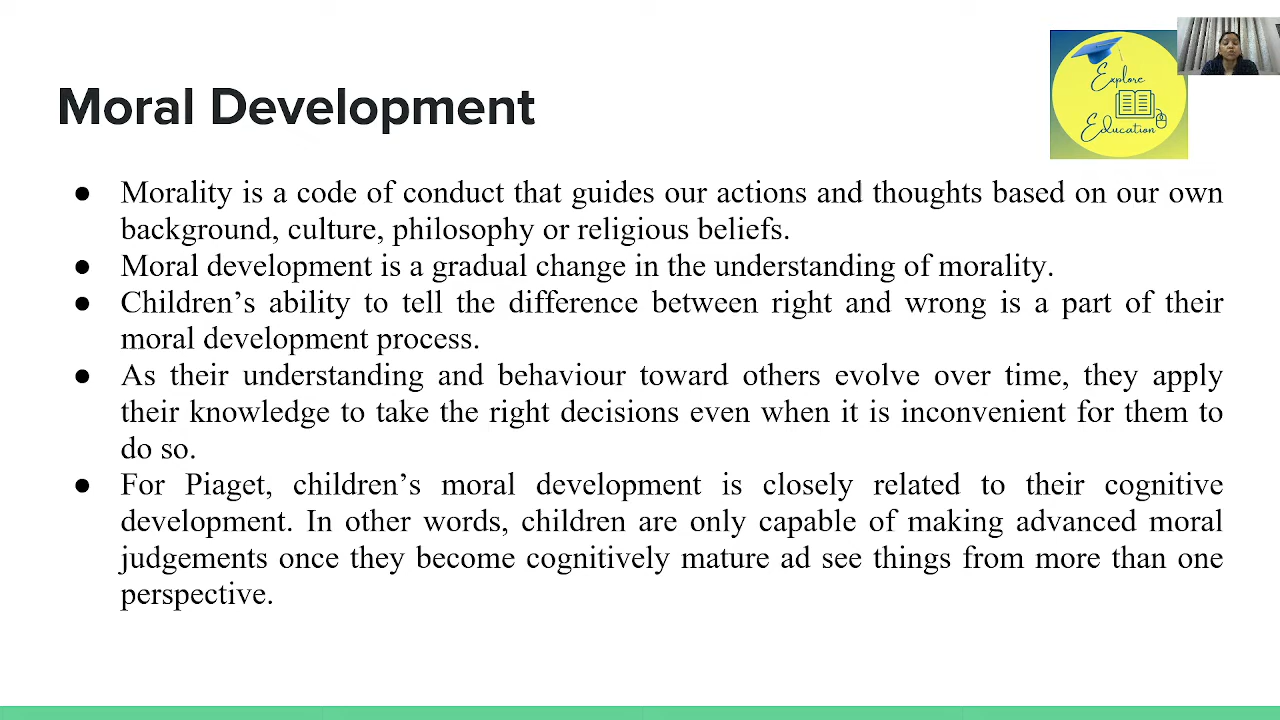 Explore
Education
Moral Development
● Morality is a code of conduct that guides our actions and thoughts based on our own
background, culture, philosophy or religious beliefs.
● Moral development is a gradual change in the understanding of morality.
● Children’s ability to tell the difference between right and wrong is a part of their
moral development process.
● As their understanding and behaviour toward others evolve over time, they apply
their knowledge to take the right decisions even when it is inconvenient for them to
do so.
● For Piaget, children’s moral development is closely related to their cognitive
development. In other words, children are only capable of making advanced moral
judgements once they become cognitively mature ad see things from more than one
perspective.